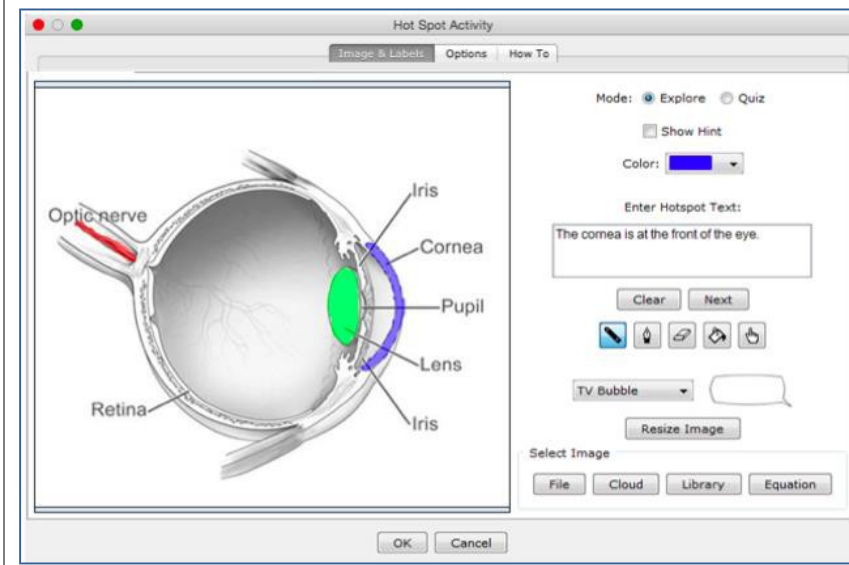 Hot Spot Activity
Image & Labels Options How To
Mode: Explore Quiz
Show Hint
Color:
Enter Hotspot Text:
The cornea is at the front of the eye.
Clear Next
TV Bubble
Resize Image
Select Image
File Cloud Library Equation
Optic nerve
Iris
Cornea
Pupil
Lens
Iris
Retina
OK Cancel